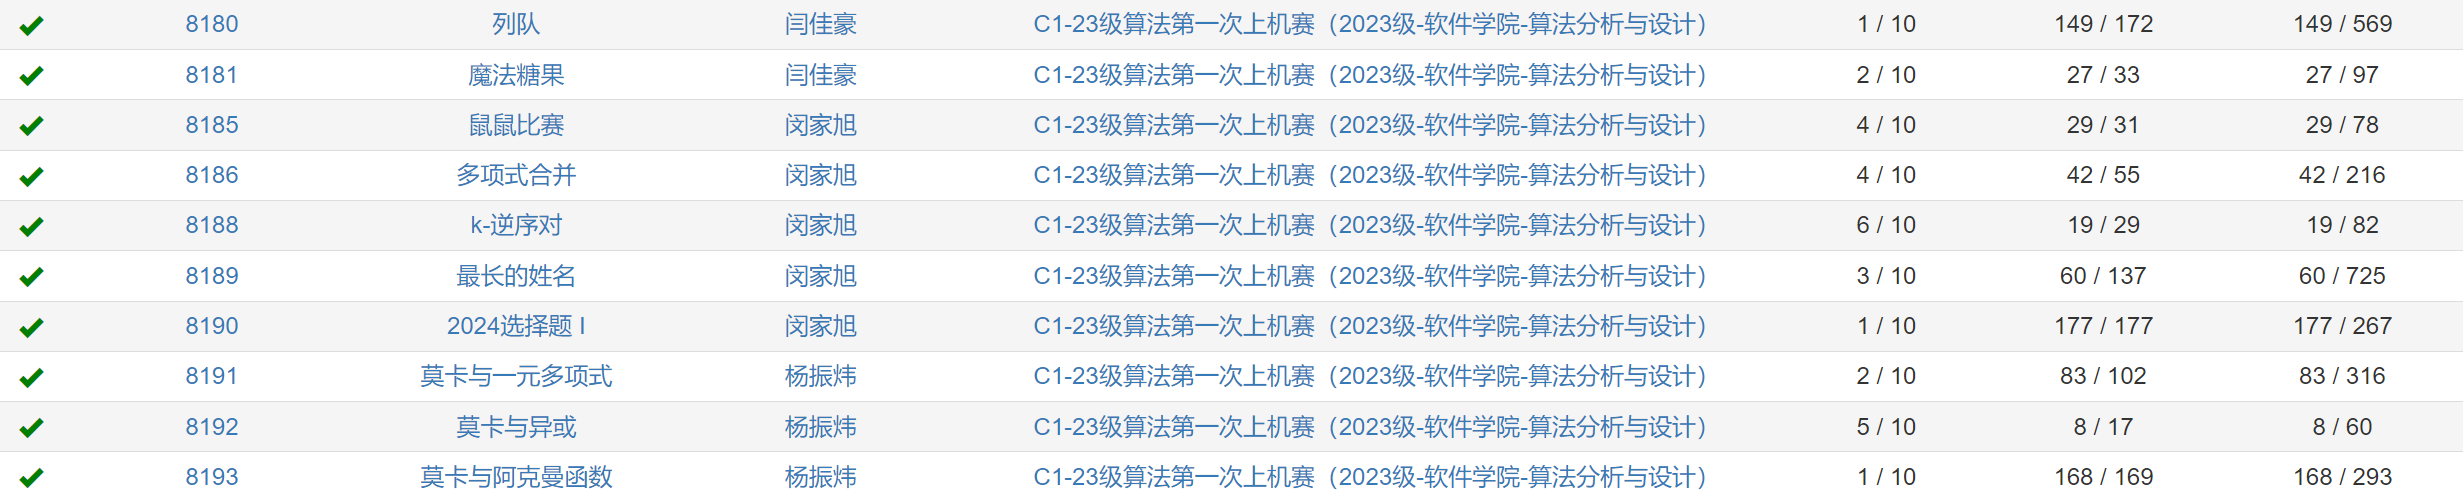 8180 列队 闫佳豪 C1-23级算法第一次上机赛（2023级-软件学院-算法分析与设计） 1 / 10 149 / 172 149 / 569
8181 魔法糖果 闫佳豪 C1-23级算法第一次上机赛（2023级-软件学院-算法分析与设计） 2 / 10 27 / 33 27 / 97
8185 鼠鼠比赛 闵家旭 C1-23级算法第一次上机赛（2023级-软件学院-算法分析与设计） 4 / 10 29 / 31 29 / 78
8186 多项式合并 闵家旭 C1-23级算法第一次上机赛（2023级-软件学院-算法分析与设计） 4 / 10 42 / 55 42 / 216
8188 k-逆序对 闵家旭 C1-23级算法第一次上机赛（2023级-软件学院-算法分析与设计） 6 / 10 19 / 29 19 / 82
8189 最长的姓名 闵家旭 C1-23级算法第一次上机赛（2023级-软件学院-算法分析与设计） 3 / 10 60 / 137 60 / 725
8190 2024选择题 I 闵家旭 C1-23级算法第一次上机赛（2023级-软件学院-算法分析与设计） 1 / 10 177 / 177 177 / 267
8191 莫卡与一元多项式 杨振炜 C1-23级算法第一次上机赛（2023级-软件学院-算法分析与设计） 2 / 10 83 / 102 83 / 316
8192 莫卡与异或 杨振炜 C1-23级算法第一次上机赛（2023级-软件学院-算法分析与设计） 5 / 10 8 / 17 8 / 60
8193 莫卡与阿克曼函数 杨振炜 C1-23级算法第一次上机赛（2023级-软件学院-算法分析与设计） 1 / 10 168 / 169 168 / 293